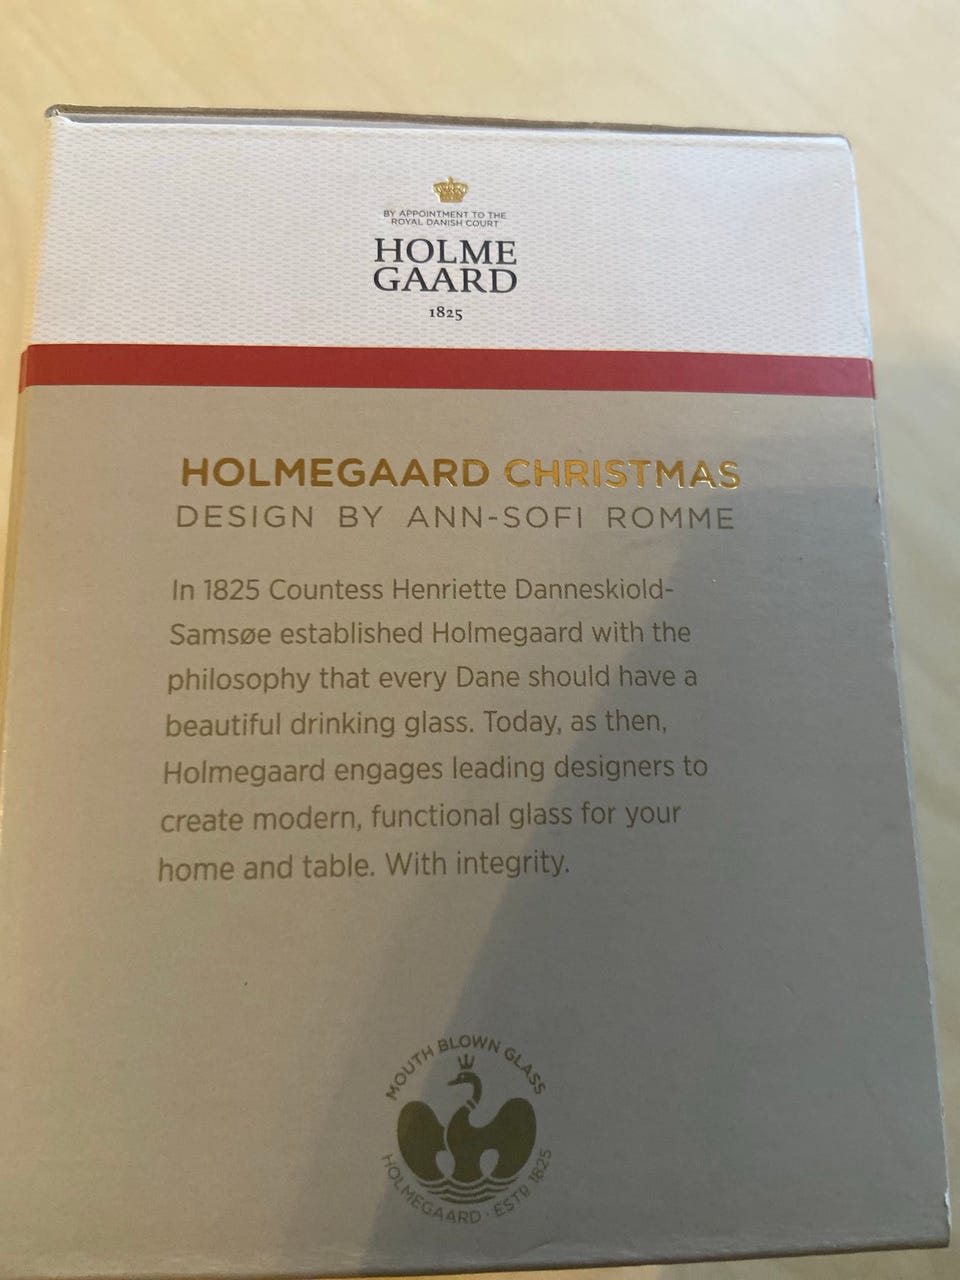 BY APPOINTMENT TO THE
ROYAL DANISH COURT
HOLME
GAARD
1825
HOLMEGAARD CHRISTMAS
DESIGN BY ANN-SOFI ROMME
In 1825 Countess Henriette Danneskiold-
Samsøe established Holmegaard with the
philosophy that every Dane should have a
beautiful drinking glass. Today, as then,
Holmegaard engages leading designers to
create modern, functional glass for your
home and table. With integrity.
MOUTH BLOWN GLASS
HOLMEGAARD · ESTD 1825